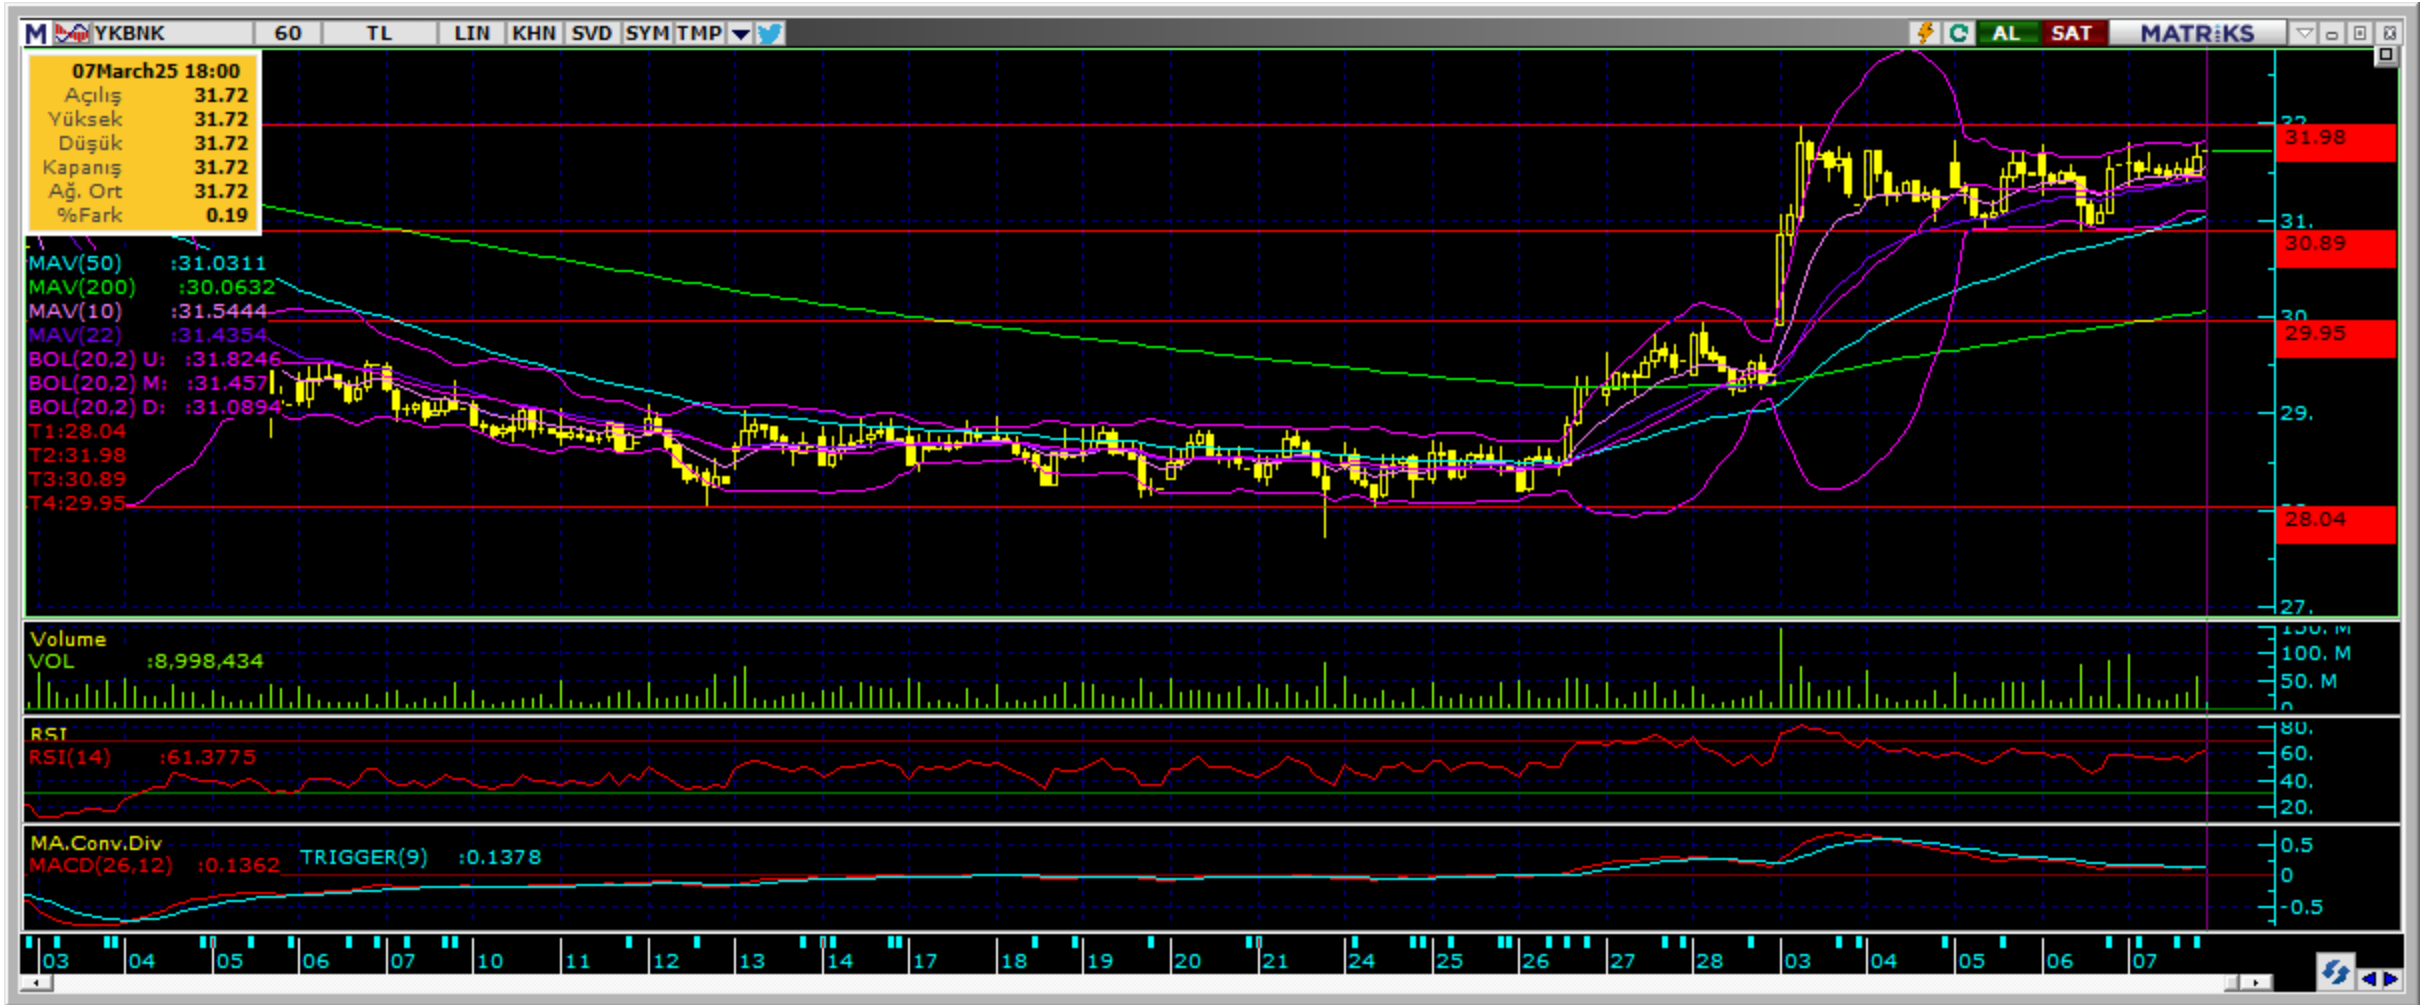 M YKBNK 60 TL LIN KHN SVD SYM TMP AL SAT MATRiKS
07March25 18:00
Açılış 31.72
Yüksek 31.72
Düşük 31.72
Kapanış 31.72
Ağ. Ort 31.72
%Fark 0.19
MAV(50) :31.0311
MAV(200) :30.0632
MAV(10) :31.5444
MAV(22) :31.4354
BOL(20,2) U: :31.8246
BOL(20,2) M: :31.457
BOL(20,2) D: :31.0894
T1:28.04
T2:31.98
T3:30.89
T4:29.95
32
31.98
31.
30.89
30
29.95
29.
28.04
27.
Volume
VOL :8,998,434
150. M
100. M
50. M
0
RSI
RSI(14) :61.3775
80.
60.
40.
20.
MA.Conv.Div
MACD(26,12) :0.1362 TRIGGER(9) :0.1378
0.5
0
-0.5
03 04 05 06 07 10 11 12 13 14 17 18 19 20 21 24 25 26 27 28 03 04 05 06 07